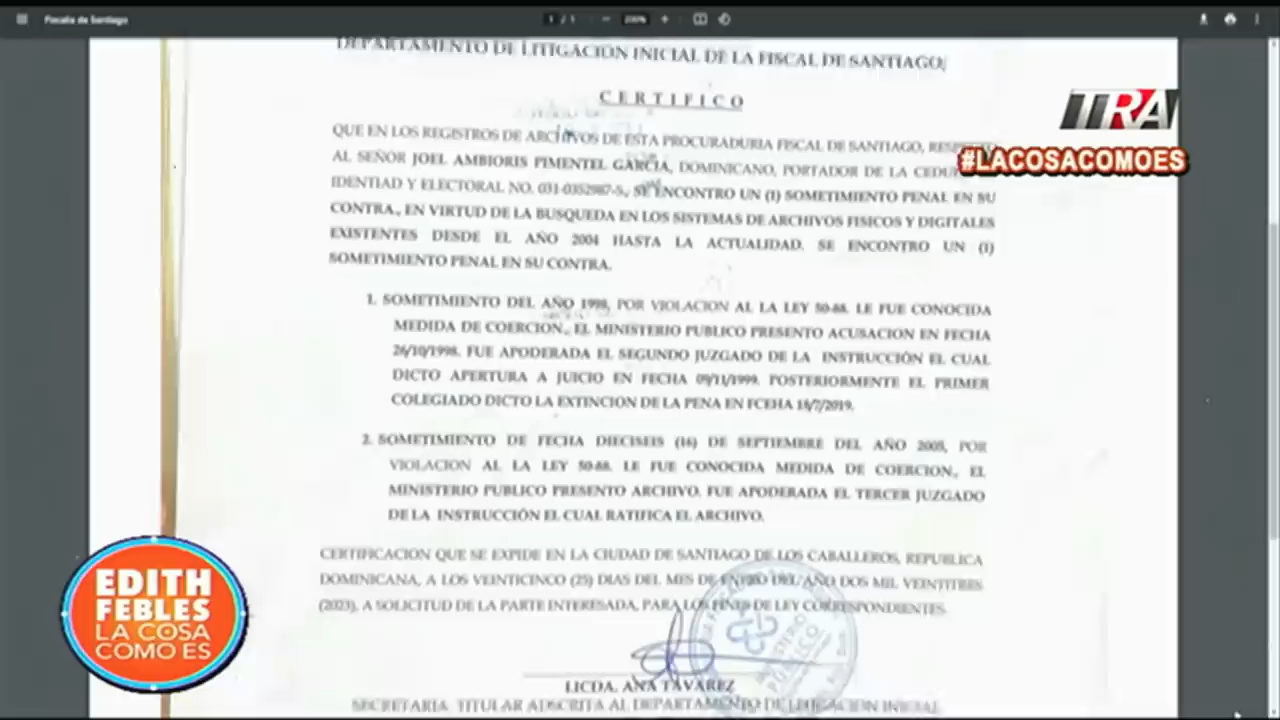 Fiscalia de Santiago
1 / 1
200%
DEPARTAMENTO DE LITIGACION INICIAL DE LA FISCAL DE SANTIAGO;
CERTIFICO
TRA
#LACOSACOMOES
QUE EN LOS REGISTROS DE ARCHIVOS DE ESTA PROCURADURIA FISCAL DE SANTIAGO,
AL SEÑOR JOEL AMBIORIS PIMENTEL GARCIA, DOMINICANO, PORTADOR DE LA
IDENTIAD Y ELECTORAL NO. 031-0352987-5., SE ENCONTRO UN (1) SOMETIMIENTO PENAL EN SU
CONTRA., EN VIRTUD DE LA BUSQUEDA EN LOS SISTEMAS DE ARCHIVOS FISICOS Y DIGITALES
EXISTENTES DESDE EL AÑO 2004 HASTA LA ACTUALIDAD. SE ENCONTRO UN (1)
SOMETIMIENTO PENAL EN SU CONTRA.
1. SOMETIMIENTO DEL AÑO 1998, POR VIOLACION AL LA LEY 50-88. LE FUE CONOCIDA
MEDIDA DE COERCION., EL MINISTERIO PUBLICO PRESENTO ACUSACION EN FECHA
26/10/1998. FUE APODERADA EL SEGUNDO JUZGADO DE LA INSTRUCCIÓN EL CUAL
DICTO APERTURA A JUICIO EN FECHA 09/11/1999. POSTERIORMENTE EL PRIMER
COLEGIADO DICTO LA EXTINCION DE LA PENA EN FCEHA 18/7/2019.
2. SOMETIMIENTO DE FECHA DIECISEIS (16) DE SEPTIEMBRE DEL AÑO 2005, POR
VIOLACION AL LA LEY 50-88. LE FUE CONOCIDA MEDIDA DE COERCION., EL
MINISTERIO PUBLICO PRESENTO ARCHIVO. FUE APODERADA EL TERCER JUZGADO
DE LA INSTRUCCIÓN EL CUAL RATIFICA EL ARCHIVO.
CERTIFICACION QUE SE EXPIDE EN LA CIUDAD DE SANTIAGO DE LOS CABALLEROS, REPUBLICA
DOMINICANA, A LOS VEINTICINCO (25) DIAS DEL MES DE ENERO DEL AÑO DOS MIL VEINTITRES
(2023), A SOLICITUD DE LA PARTE INTERESADA, PARA LOS FINES DE LEY CORRESPONDIENTES.
MINISTERIO PUBLICO
LICDA. ANA TAVAREZ
SECRETARIA TITULAR ADSCRITA AL DEPARTAMENTO DE LITIGACION INICIAL
EDITH
FEBLES
LA COSA
COMO ES